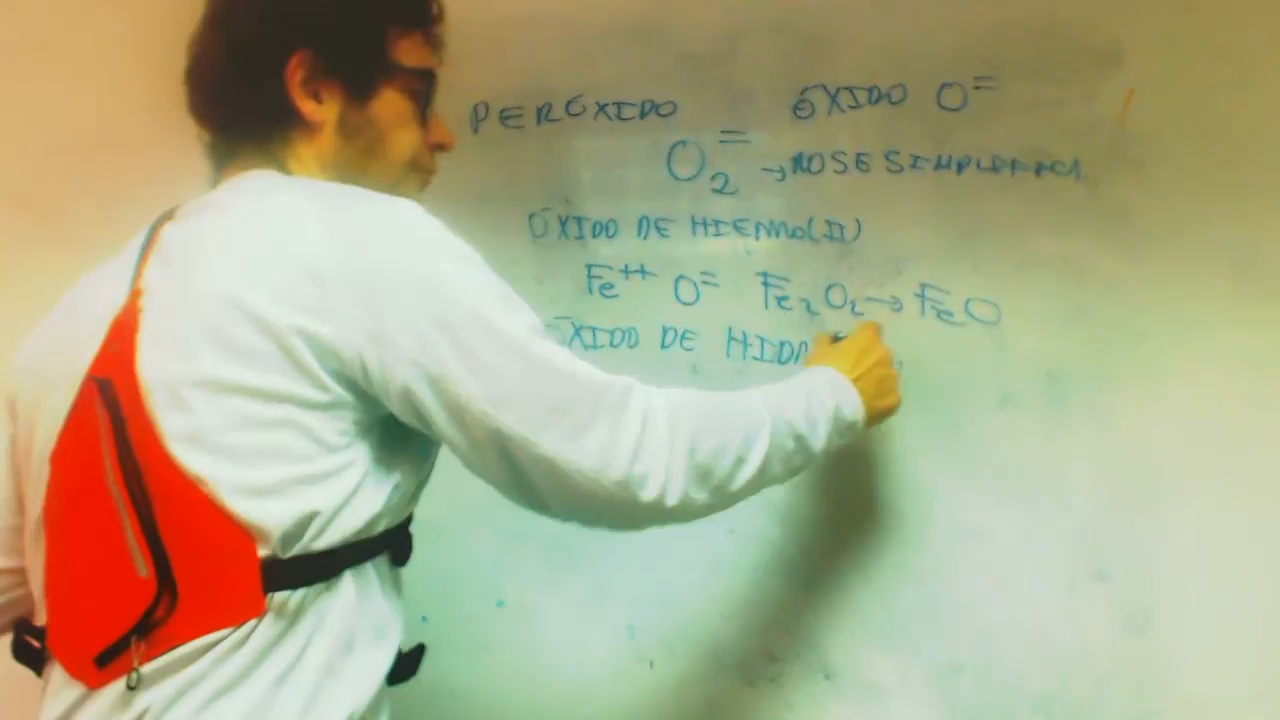 PERÓXIDO ÓXIDO O=
O₂= → NO SE SIMPLIFICA
ÓXIDO DE HIERRO(II)
Fe++ O= Fe₂O₂→FeO
ÓXIDO DE HIDR